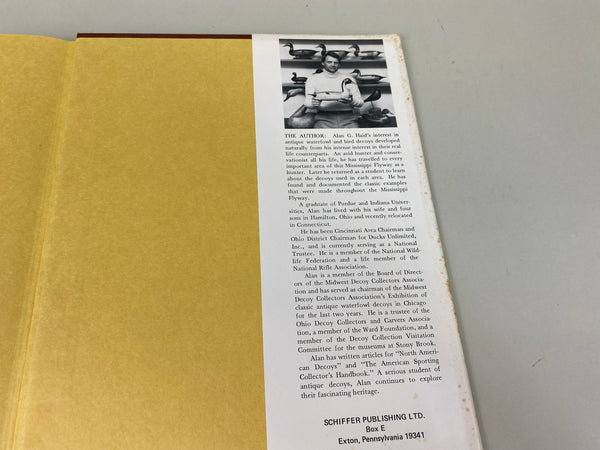 THE AUTHOR: Alan G. Haid's interest in
antique waterfowl and bird decoys developed
naturally from his intense interest in their real
life counterparts. An avid hunter and conser-
vationist all his life, he has travelled to every
important area of this Mississippi Flyway as a
hunter. Later he returned as a student to learn
about the decoys used in each area. He has
found and documented the classic examples
that were made throughout the Mississippi
Flyway.
A graduate of Purdue and Indiana Univer-
sities, Alan has lived with his wife and four
sons in Hamilton, Ohio and recently relocated
in Connecticut.
He has been Cincinnati Area Chairman and
Ohio District Chairman for Ducks Unlimited,
Inc., and is currently serving as a National
Trustee. He is a member of the National Wild-
life Federation and a life member of the
National Rifle Association.
Alan is a member of the Board of Direct-
ors of the Midwest Decoy Collectors Associa-
tion and has served as chairman of the Midwest
Decoy Collectors Association's Exhibition of
classic antique waterfowl decoys in Chicago
for the last two years. He is a trustee of the
Ohio Decoy Collectors and Carvers Associa-
tion, a member of the Ward Foundation, and a
member of the Decoy Collection Visitation
Committee for the museums at Stony Brook.
Alan has written articles for "North Ameri-
can Decoys" and "The American Sporting
Collector's Handbook." A serious student of
antique decoys, Alan continues to explore
their fascinating heritage.
SCHIFFER PUBLISHING LTD.
Box E
Exton, Pennsylvania 19341